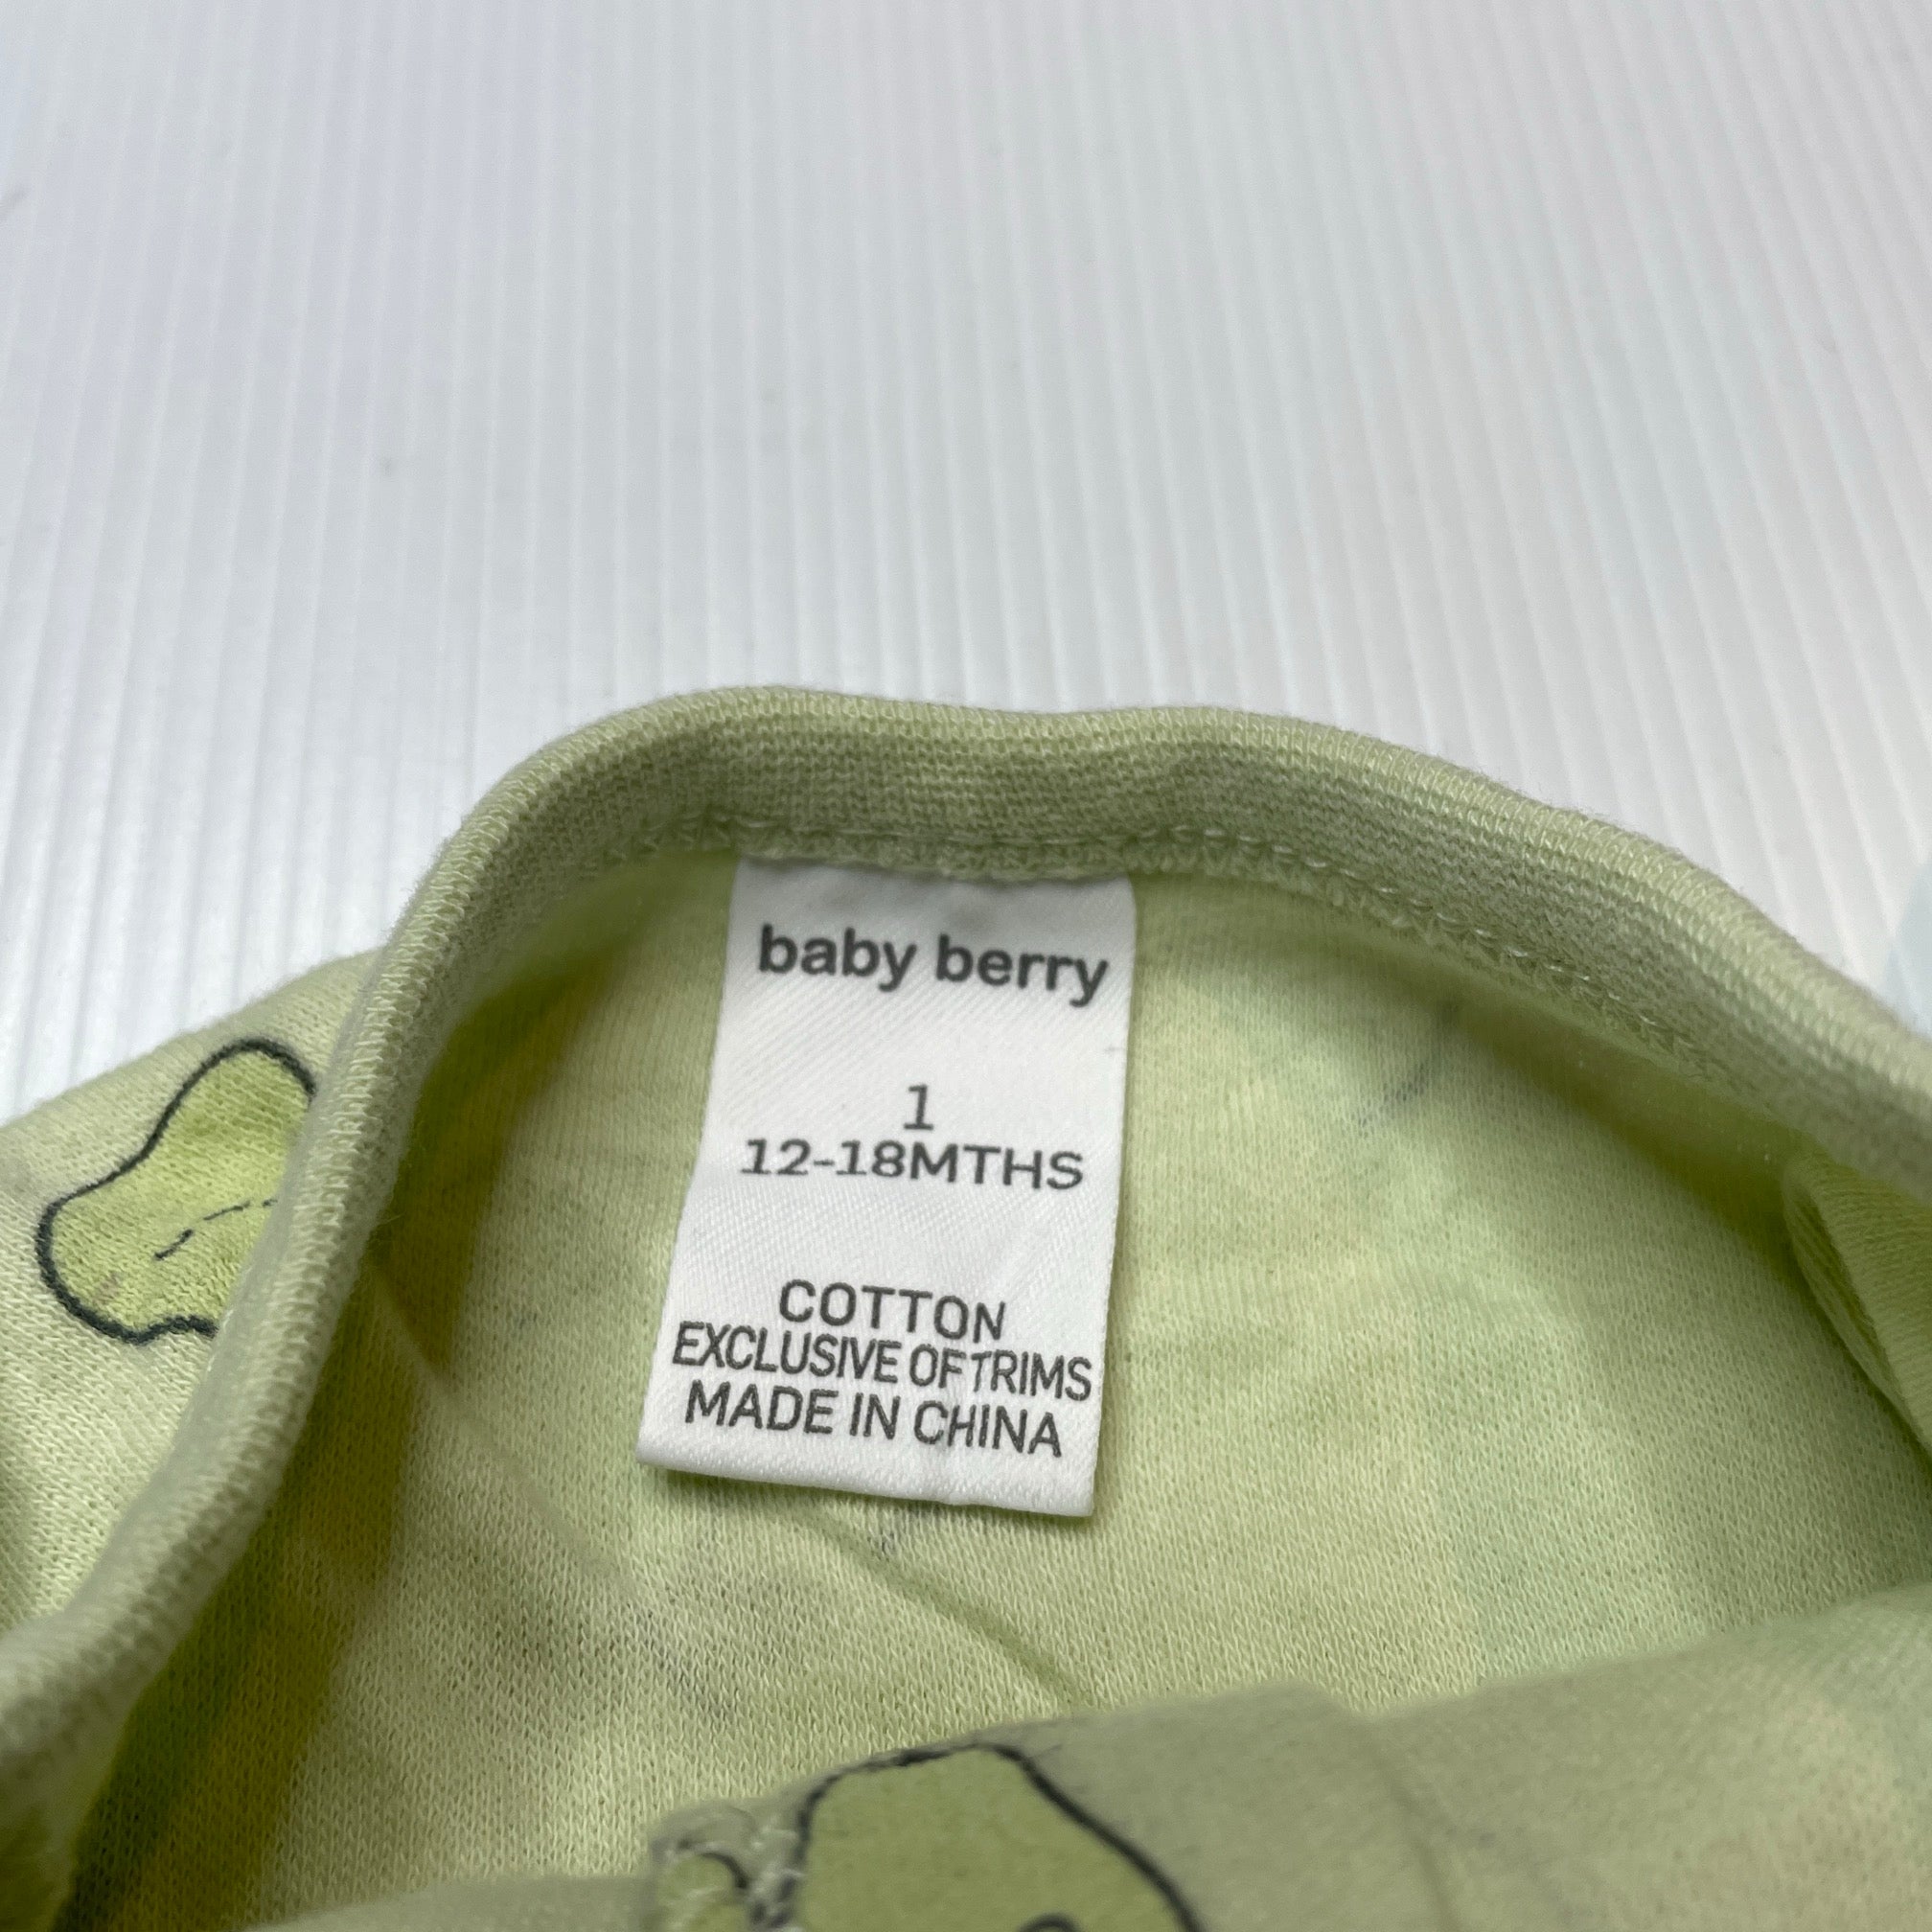 baby berry
1
12-18MTHS
COTTON
EXCLUSIVE OF TRIMS
MADE IN CHINA